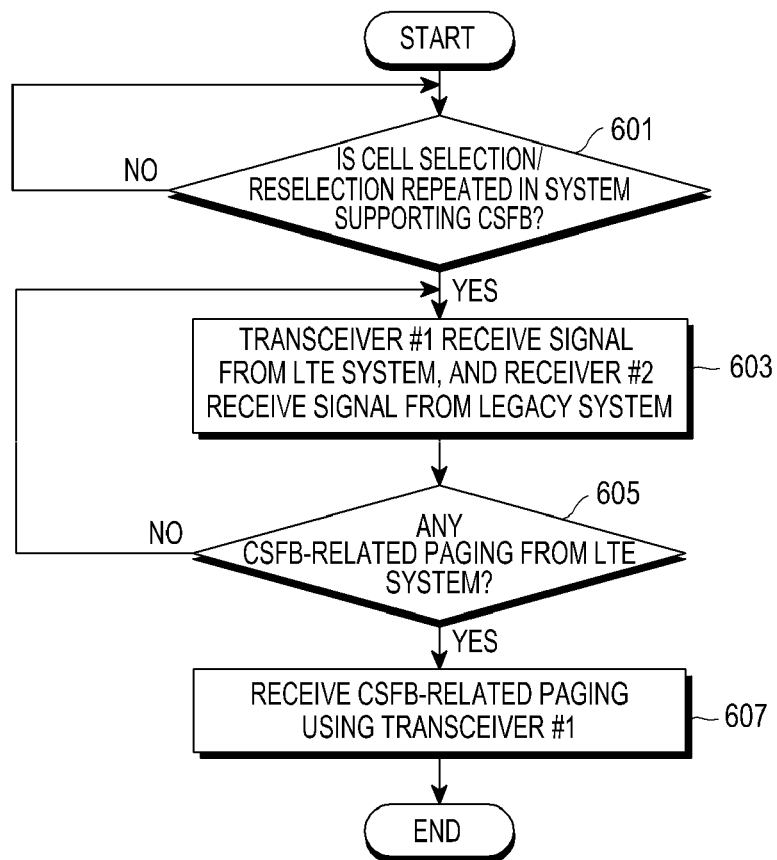 START
601
IS CELL SELECTION/
RESELECTION REPEATED IN SYSTEM
SUPPORTING CSFB?
NO
YES
TRANSCEIVER #1 RECEIVE SIGNAL
FROM LTE SYSTEM, AND RECEIVER #2
RECEIVE SIGNAL FROM LEGACY SYSTEM
603
605
ANY
CSFB-RELATED PAGING FROM LTE
SYSTEM?
NO
YES
RECEIVE CSFB-RELATED PAGING
USING TRANSCEIVER #1
607
END